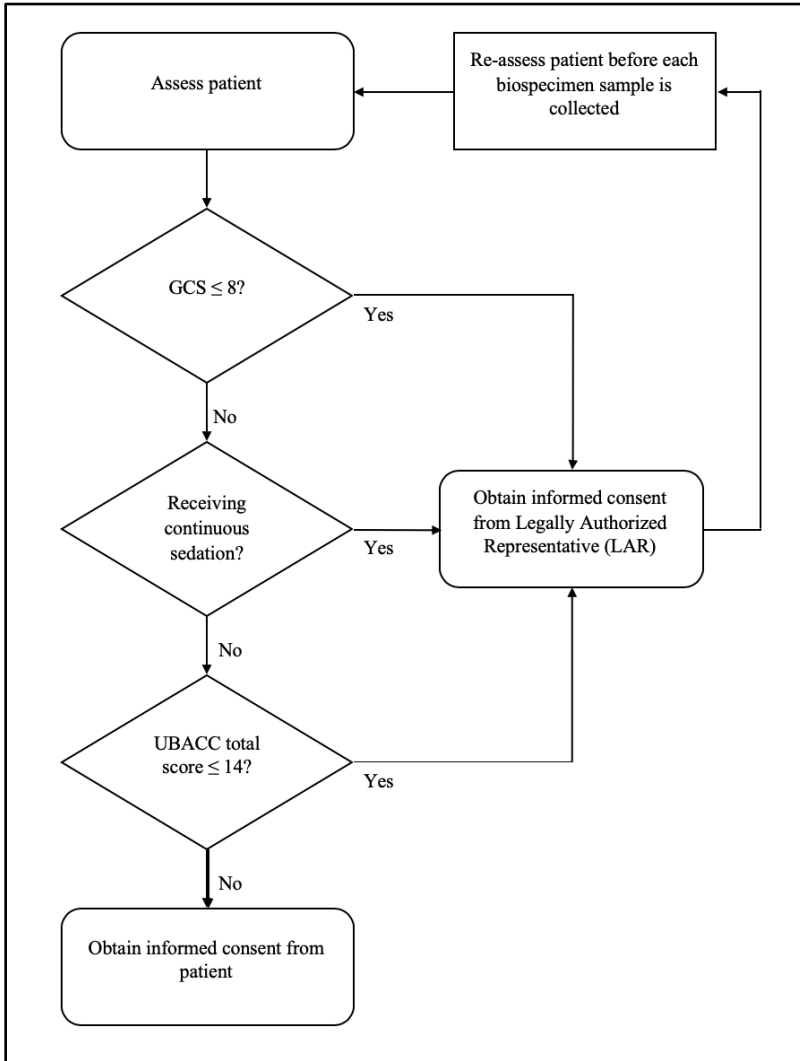 Assess patient
Re-assess patient before each
biospecimen sample is
collected
GCS ≤ 8?
Yes
No
Receiving
continuous
sedation?
Yes
Obtain informed consent
from Legally Authorized
Representative (LAR)
No
UBACC total
score ≤ 14?
Yes
No
Obtain informed consent from
patient